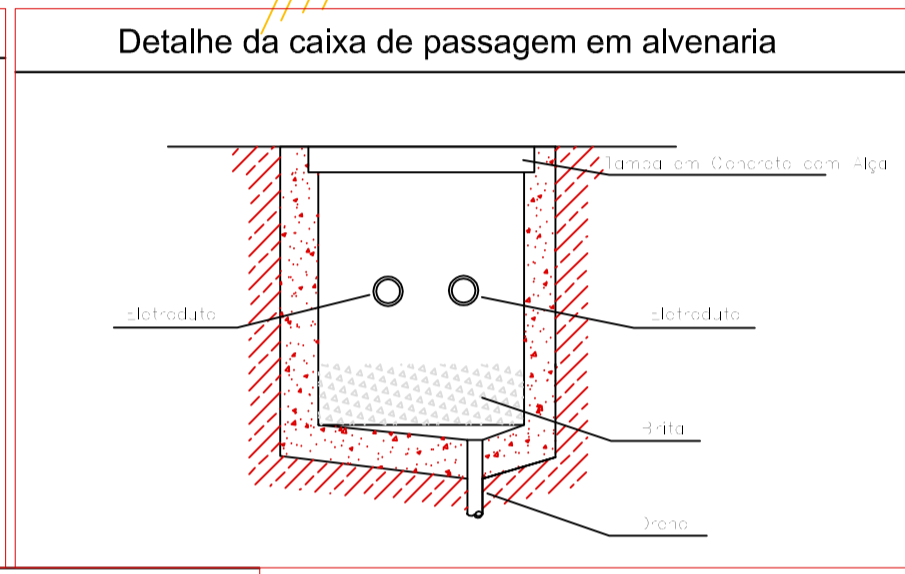 Detalhe da caixa de passagem em alvenaria
Tampa em Concreto com Alça
Eletroduto
Eletroduto
Brita
Dreno